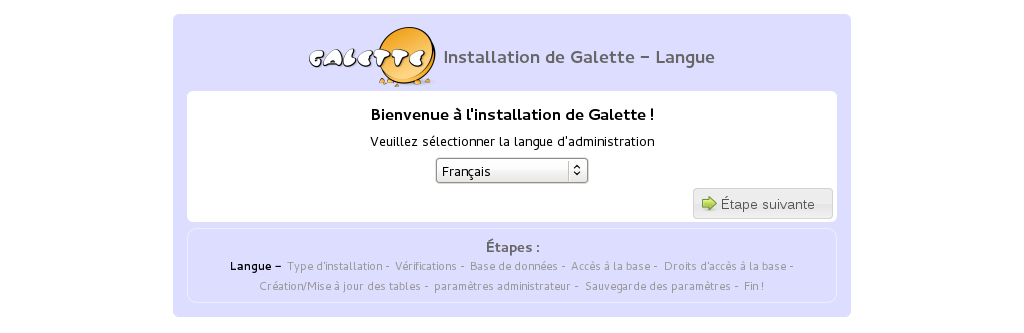 GALETTE Installation de Galette - Langue
Bienvenue à l'installation de Galette !
Veuillez sélectionner la langue d'administration
Français
Étape suivante
Étapes :
Langue - Type d'installation - Vérifications - Base de données - Accès à la base - Droits d'accès à la base -
Création/Mise à jour des tables - paramètres administrateur - Sauvegarde des paramètres - Fin !